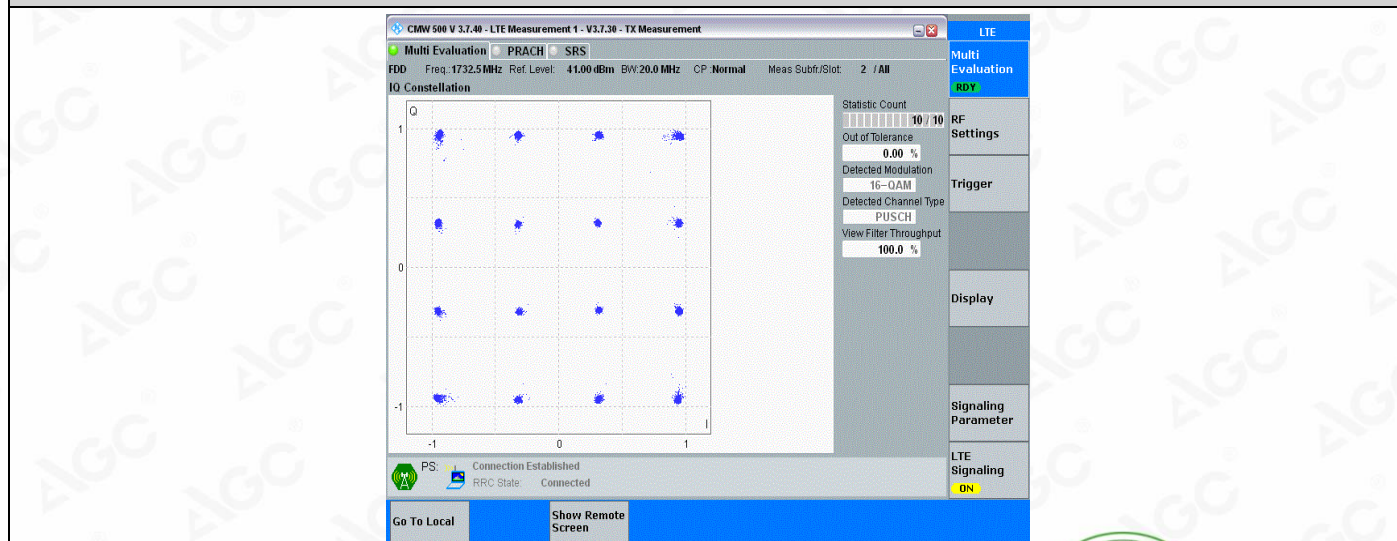 CMW 500 V 3.7.40 - LTE Measurement 1 - V3.7.30 - TX Measurement
LTE
Multi Evaluation PRACH SRS
Multi Evaluation
RDY
FDD Freq.:1732.5 MHz Ref. Level: 41.00 dBm BW:20.0 MHz CP :Normal Meas Subfr./Slot: 2 / All
IQ Constellation
Q
1
0
-1
-1 0 1
I
Statistic Count
10 / 10
Out of Tolerance
0.00 %
Detected Modulation
16-QAM
Detected Channel Type
PUSCH
View Filter Throughput
100.0 %
RF
Settings
Trigger
Display
Signaling
Parameter
LTE
Signaling
ON
PS: Connection Established
RRC State: Connected
Go To Local
Show Remote
Screen
AGC